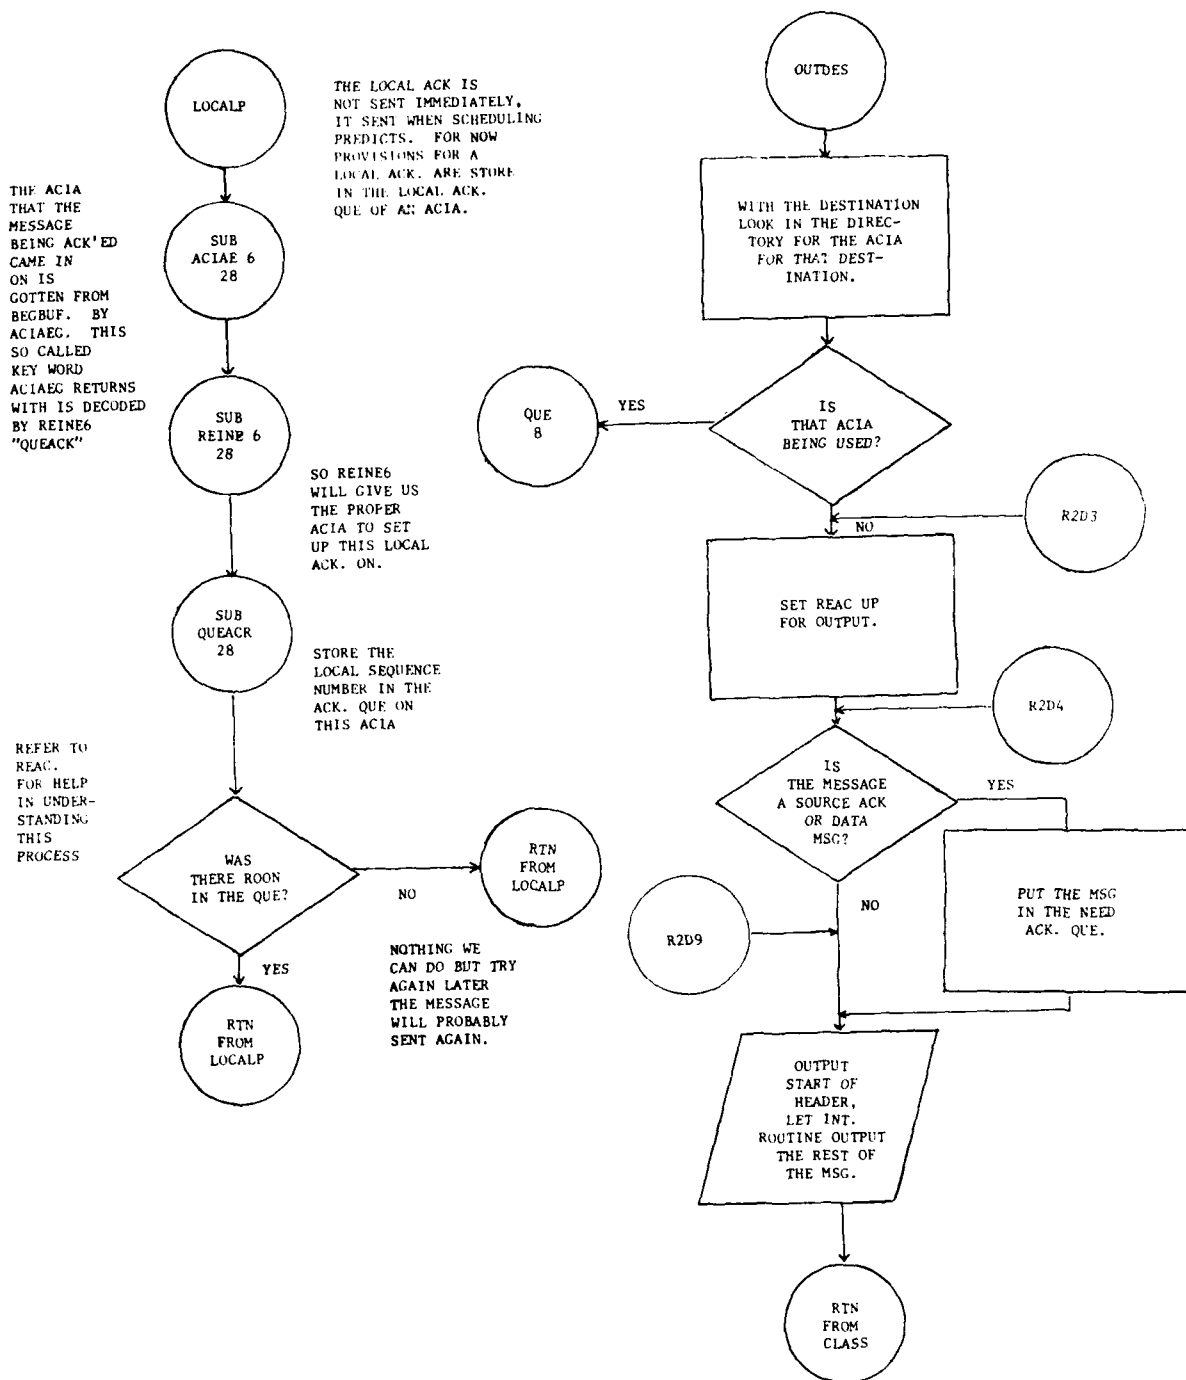 LOCALP
THE LOCAL ACK IS
NOT SENT IMMEDIATELY,
IT SENT WHEN SCHEDULING
PREDICTS. FOR NOW
PROVISIONS FOR A
LOCAL ACK. ARE STORE
IN THE LOCAL ACK.
QUE OF AN ACIA.
THE ACIA
THAT THE
MESSAGE
BEING ACK'ED
CAME IN
ON IS
GOTTEN FROM
BEGBUF. BY
ACIAEG. THIS
SO CALLED
KEY WORD
ACIAEG RETURNS
WITH IS DECODED
BY REINE6
"QUEACK"
SUB
ACIAE 6
28
SUB
REINE 6
28
SO REINE6
WILL GIVE US
THE PROPER
ACIA TO SET
UP THIS LOCAL
ACK. ON.
SUB
QUEACR
28
STORE THE
LOCAL SEQUENCE
NUMBER IN THE
ACK. QUE ON
THIS ACIA
REFER TO
REAC.
FOR HELP
IN UNDER-
STANDING
THIS
PROCESS
WAS
THERE ROON
IN THE QUE?
NO
RTN
FROM
LOCALP
NOTHING WE
CAN DO BUT TRY
AGAIN LATER
THE MESSAGE
WILL PROBABLY
SENT AGAIN.
YES
RTN
FROM
LOCALP
OUTDES
WITH THE DESTINATION
LOOK IN THE DIREC-
TORY FOR THE ACIA
FOR THAT DEST-
INATION.
IS
THAT ACIA
BEING USED?
YES
QUE
8
NO
R2D3
SET REAC UP
FOR OUTPUT.
R2D4
IS
THE MESSAGE
A SOURCE ACK
OR DATA
MSG?
YES
PUT THE MSG
IN THE NEED
ACK. QUE.
NO
R2D9
OUTPUT
START OF
HEADER,
LET INT.
ROUTINE OUTPUT
THE REST OF
THE MSG.
RTN
FROM
CLASS